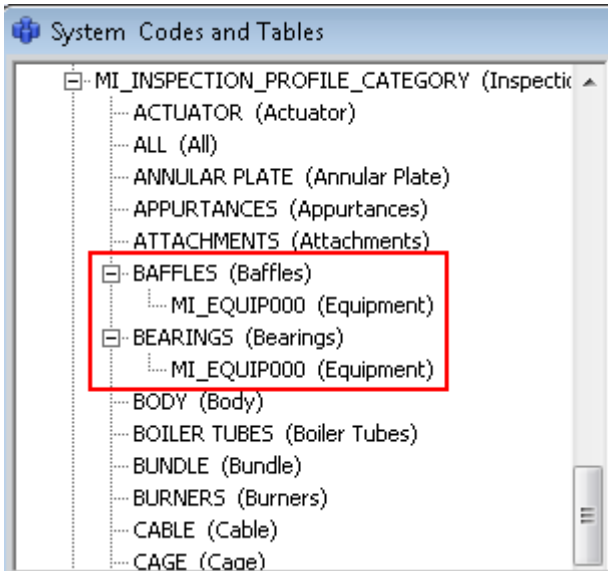 System Codes and Tables
MI_INSPECTION_PROFILE_CATEGORY (Inspectic
ACTUATOR (Actuator)
ALL (All)
ANNULAR PLATE (Annular Plate)
APPURTANCES (Appurtances)
ATTACHMENTS (Attachments)
BAFFLES (Baffles)
MI_EQUIP000 (Equipment)
BEARINGS (Bearings)
MI_EQUIP000 (Equipment)
BODY (Body)
BOILER TUBES (Boiler Tubes)
BUNDLE (Bundle)
BURNERS (Burners)
CABLE (Cable)
CAGE (Cage)